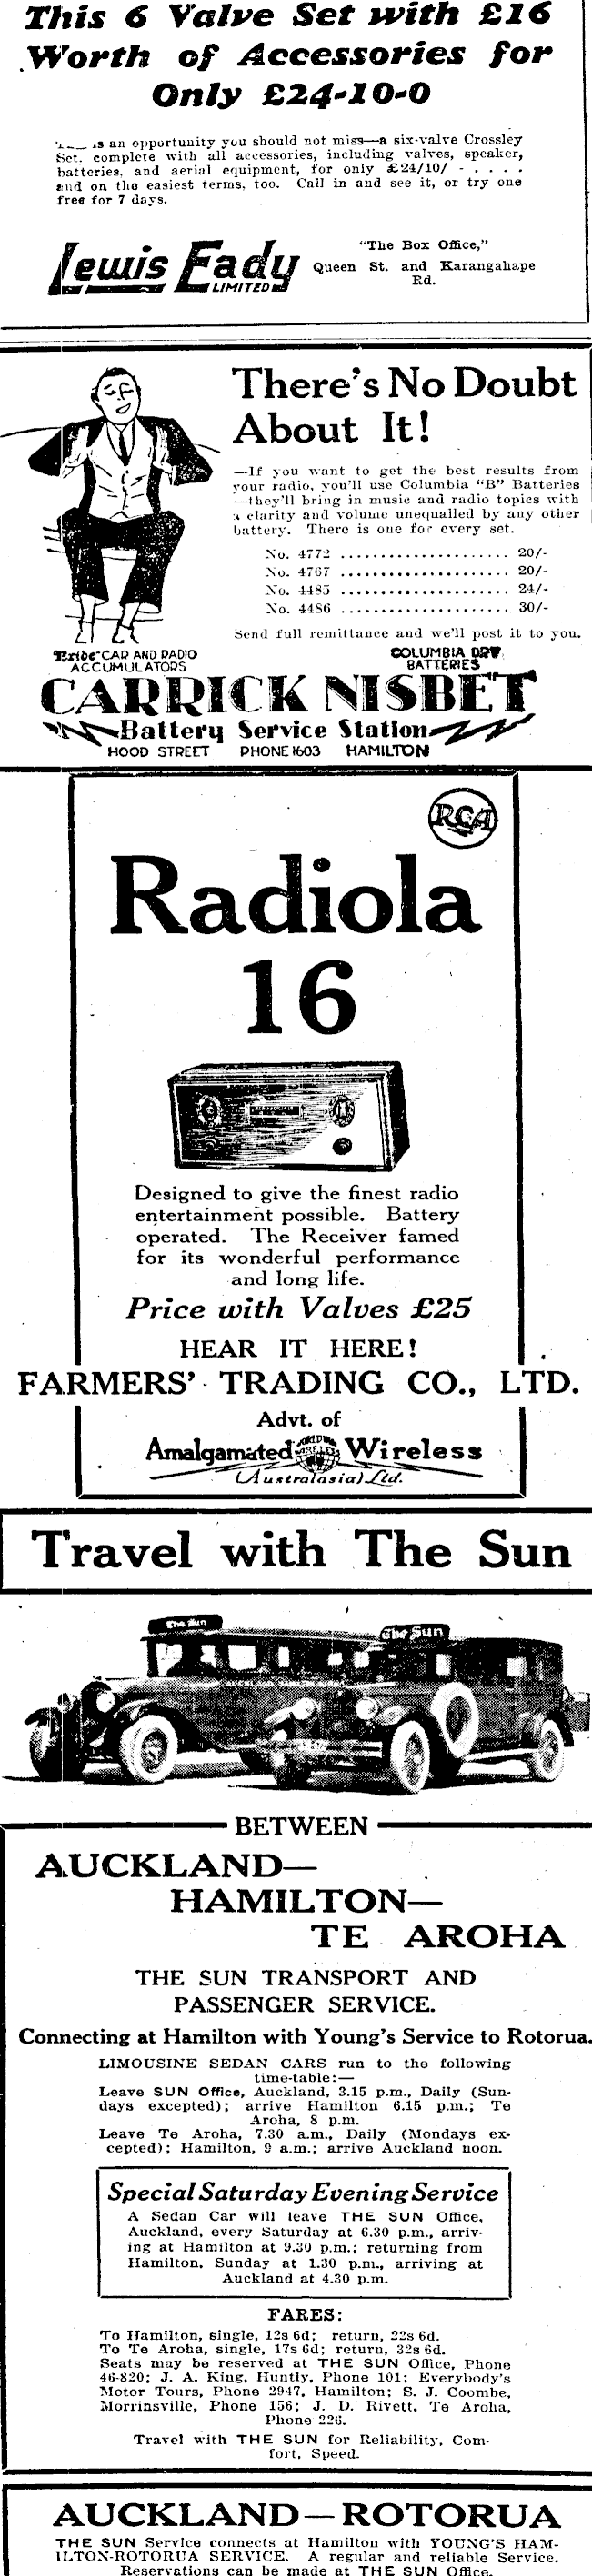 This 6 Valve Set with £16
Worth of Accessories for
Only £24-10-0
is an opportunity you should not miss—a six-valve Crossley
Set. complete with all accessories, including valves, speaker,
batteries, and aerial equipment, for only £24/10/ - . . . .
and on the easiest terms, too. Call in and see it, or try one
free for 7 days.
Lewis Eady
LIMITED
"The Box Office,"
Queen St. and Karangahape
Rd.
There's No Doubt
About It!
—If you want to get the best results from
your radio, you'll use Columbia "B" Batteries
—they'll bring in music and radio topics with
a clarity and volume unequalled by any other
battery. There is one for every set.
No. 4772 ..................... 20/-
No. 4767 ..................... 20/-
No. 4485 ..................... 24/-
No. 4486 ..................... 30/-
Send full remittance and we'll post it to you.
"Exide" CAR AND RADIO
ACCUMULATORS
COLUMBIA DRY
BATTERIES
CARRICK NISBET
Battery Service Station
HOOD STREET PHONE 1603 HAMILTON
RCA
Radiola
16
Designed to give the finest radio
entertainment possible. Battery
operated. The Receiver famed
for its wonderful performance
and long life.
Price with Valves £25
HEAR IT HERE!
FARMERS' TRADING CO., LTD.
Advt. of
Amalgamated Wireless
(Australasia) Ltd.
Travel with The Sun
The Sun
The Sun
BETWEEN
AUCKLAND—
HAMILTON—
TE AROHA
THE SUN TRANSPORT AND
PASSENGER SERVICE.
Connecting at Hamilton with Young's Service to Rotorua.
LIMOUSINE SEDAN CARS run to the following
time-table:—
Leave SUN Office, Auckland, 3.15 p.m., Daily (Sun-
days excepted); arrive Hamilton 6.15 p.m.; Te
Aroha, 8 p.m.
Leave Te Aroha, 7.30 a.m., Daily (Mondays ex-
cepted); Hamilton, 9 a.m.; arrive Auckland noon.
Special Saturday Evening Service
A Sedan Car will leave THE SUN Office,
Auckland, every Saturday at 6.30 p.m., arriv-
ing at Hamilton at 9.30 p.m.; returning from
Hamilton, Sunday at 1.30 p.m., arriving at
Auckland at 4.30 p.m.
FARES:
To Hamilton, single, 12s 6d; return, 22s 6d.
To Te Aroha, single, 17s 6d; return, 32s 6d.
Seats may be reserved at THE SUN Office, Phone
46-820; J. A. King, Huntly, Phone 101; Everybody's
Motor Tours, Phone 2947, Hamilton; S. J. Coombe,
Morrinsville, Phone 156; J. D. Rivett, Te Aroha,
Phone 226.
Travel with THE SUN for Reliability, Com-
fort, Speed.
AUCKLAND—ROTORUA
THE SUN Service connects at Hamilton with YOUNG'S HAM-
ILTON-ROTORUA SERVICE. A regular and reliable Service.
Reservations can be made at THE SUN Office.